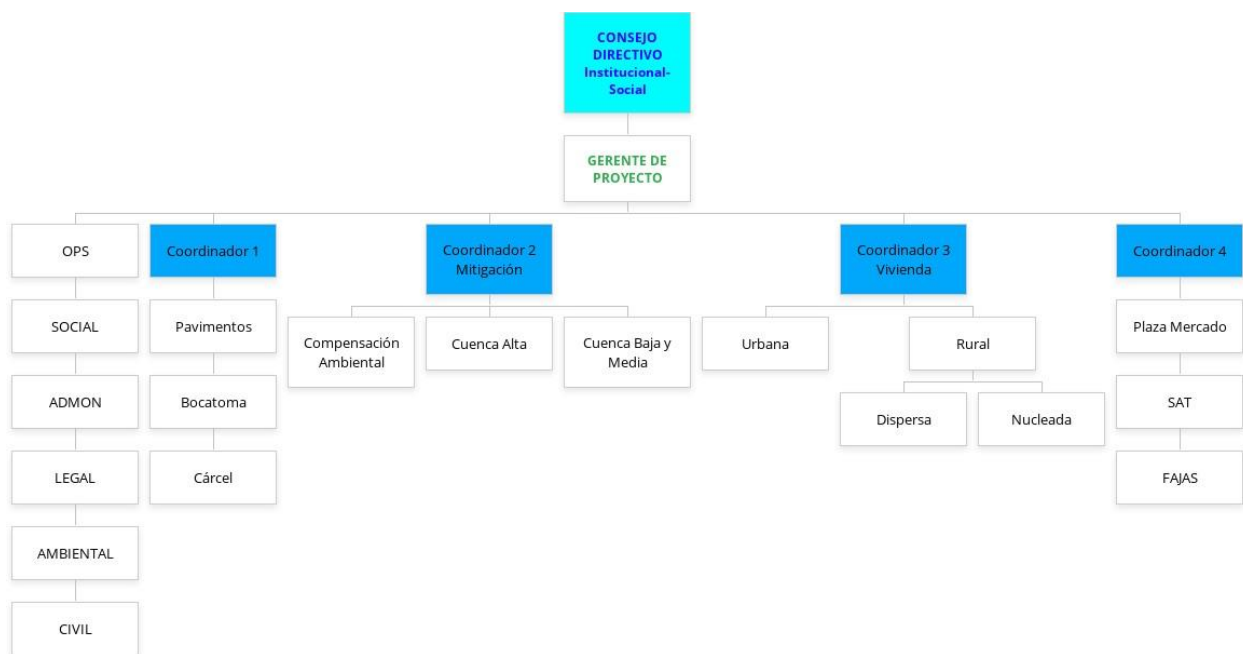 CONSEJO
DIRECTIVO
Institucional-
Social
GERENTE DE
PROYECTO
OPS
Coordinador 1
Coordinador 2
Mitigación
Coordinador 3
Vivienda
Coordinador 4
SOCIAL
Pavimentos
Compensación
Ambiental
Cuenca Alta
Cuenca Baja y
Media
Urbana
Rural
Plaza Mercado
ADMON
Bocatoma
Dispersa
Nucleada
SAT
LEGAL
Cárcel
FAJAS
AMBIENTAL
CIVIL